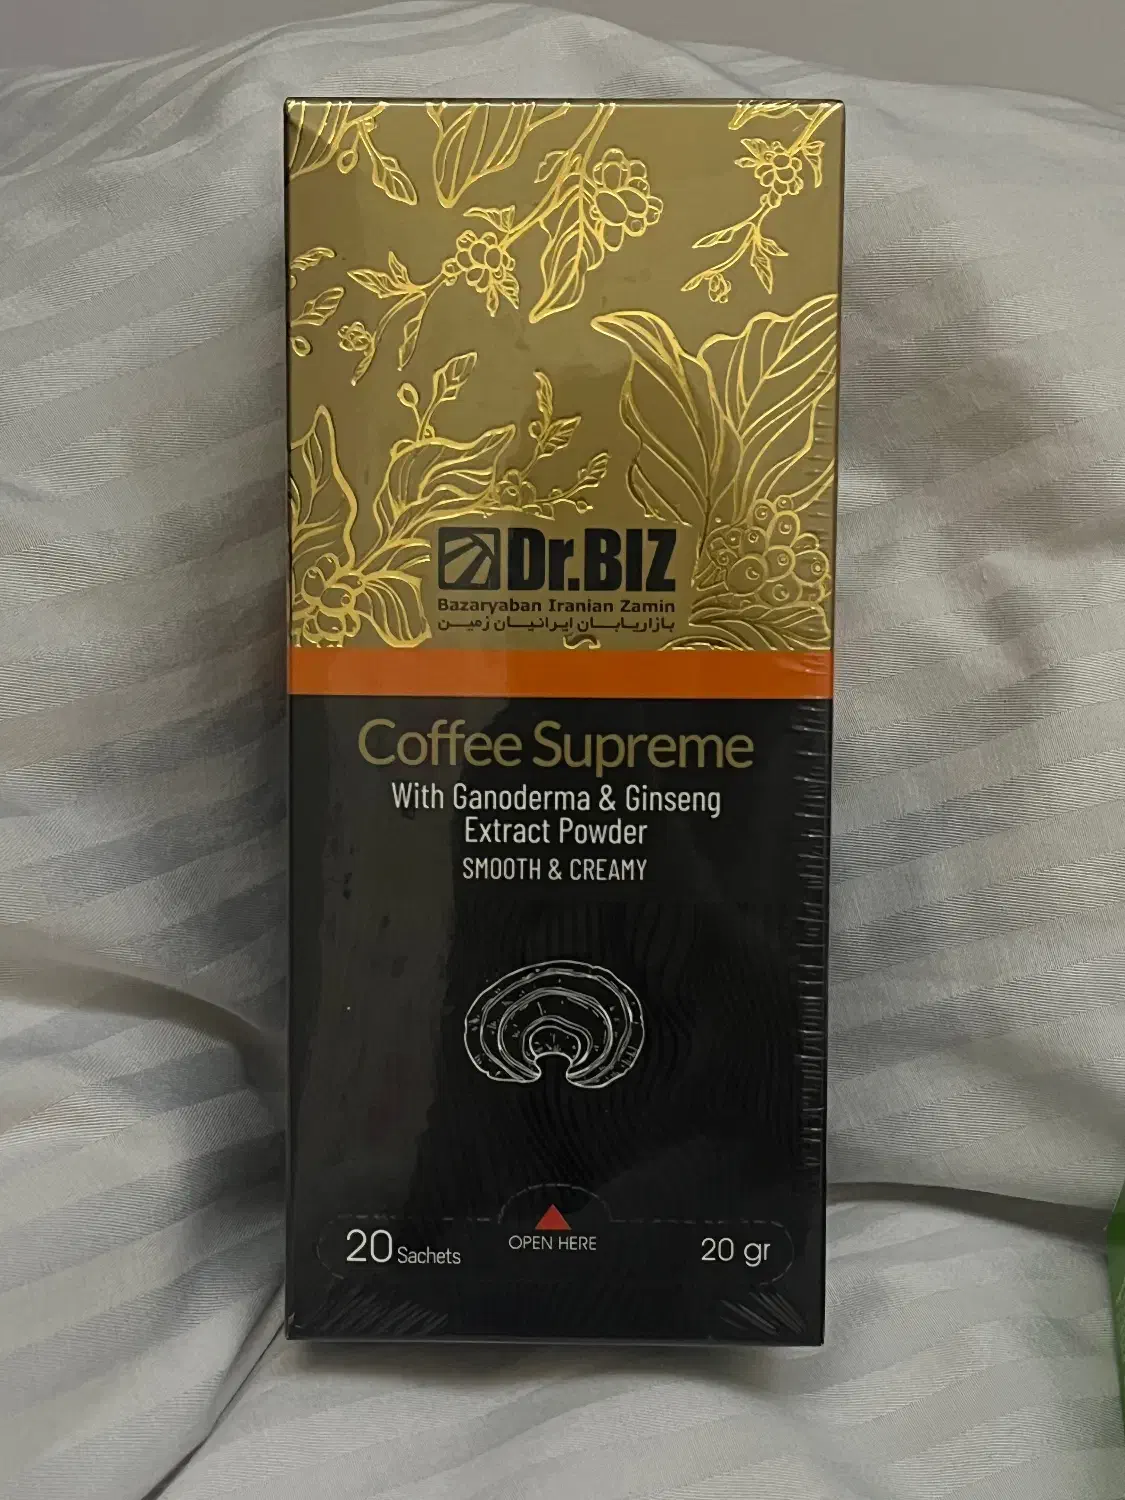 Dr.BIZ
Bazaryaban Iranian Zamin
بازاریابان ایرانیان زمین
Coffee Supreme
With Ganoderma & Ginseng
Extract Powder
SMOOTH & CREAMY
20 Sachets
OPEN HERE
20 gr